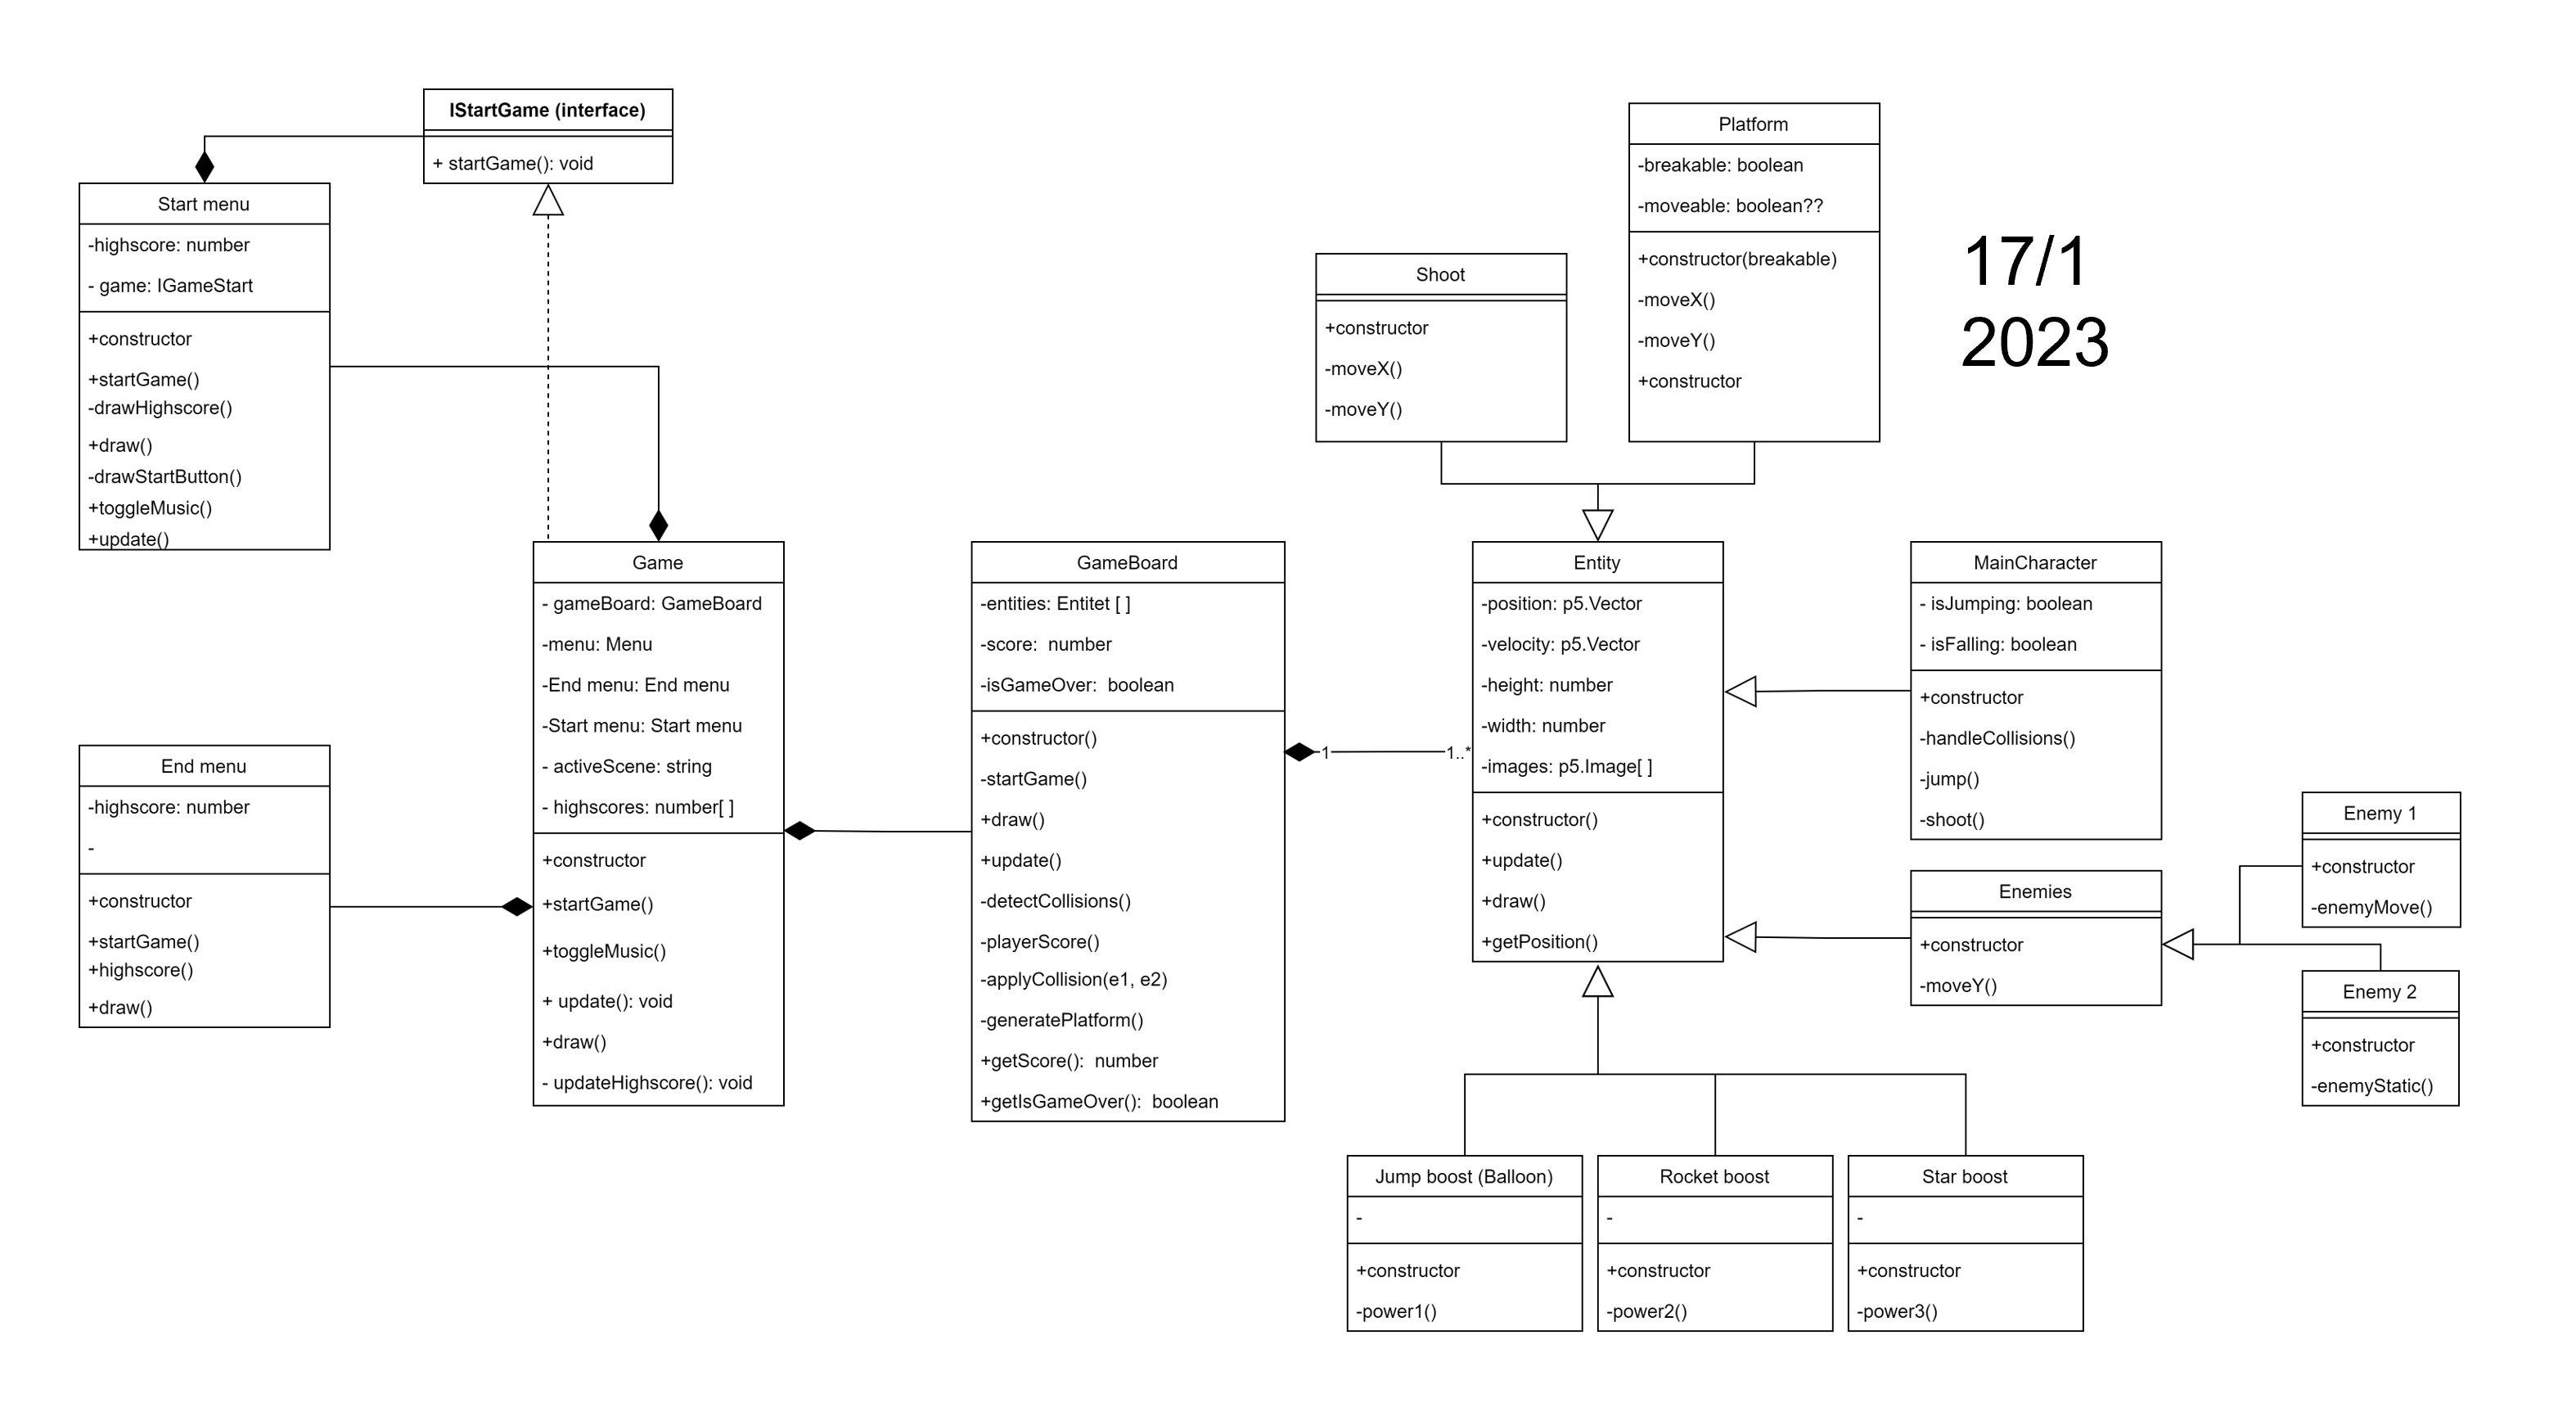 IStartGame (interface)
+ startGame(): void
Start menu
-highscore: number
- game: IGameStart
+constructor
+startGame()
-drawHighscore()
+draw()
-drawStartButton()
+toggleMusic()
+update()
End menu
-highscore: number
-
+constructor
+startGame()
+highscore()
+draw()
Game
- gameBoard: GameBoard
-menu: Menu
-End menu: End menu
-Start menu: Start menu
- activeScene: string
- highscores: number[ ]
+constructor
+startGame()
+toggleMusic()
+ update(): void
+draw()
- updateHighscore(): void
GameBoard
-entities: Entitet [ ]
-score:  number
-isGameOver:  boolean
+constructor()
-startGame()
+draw()
+update()
-detectCollisions()
-playerScore()
-applyCollision(e1, e2)
-generatePlatform()
+getScore():  number
+getIsGameOver():  boolean
1
1..*
Shoot
+constructor
-moveX()
-moveY()
Platform
-breakable: boolean
-moveable: boolean??
+constructor(breakable)
-moveX()
-moveY()
+constructor
17/1
2023
Entity
-position: p5.Vector
-velocity: p5.Vector
-height: number
-width: number
-images: p5.Image[ ]
+constructor()
+update()
+draw()
+getPosition()
MainCharacter
- isJumping: boolean
- isFalling: boolean
+constructor
-handleCollisions()
-jump()
-shoot()
Enemies
+constructor
-moveY()
Enemy 1
+constructor
-enemyMove()
Enemy 2
+constructor
-enemyStatic()
Jump boost (Balloon)
-
+constructor
-power1()
Rocket boost
-
+constructor
-power2()
Star boost
-
+constructor
-power3()